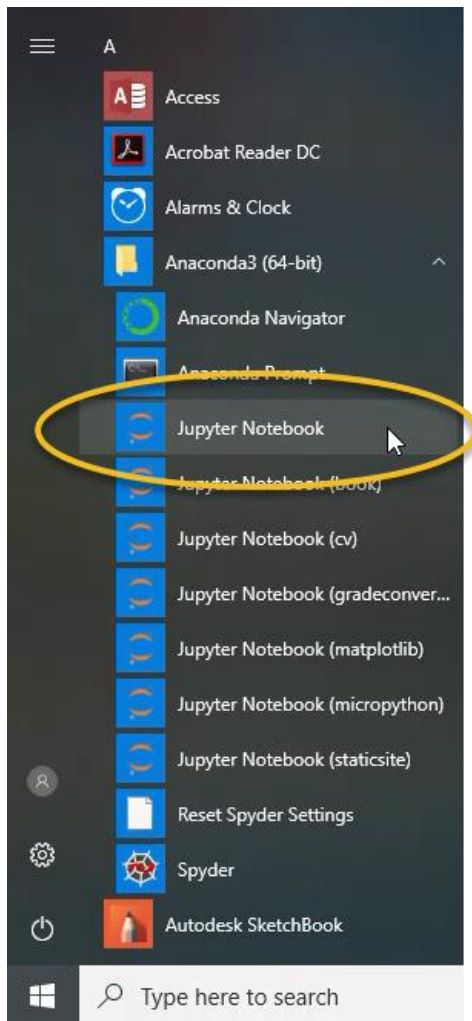 A
Access
Acrobat Reader DC
Alarms & Clock
Anaconda3 (64-bit)
Anaconda Navigator
Anaconda Prompt
Jupyter Notebook
Jupyter Notebook (book)
Jupyter Notebook (cv)
Jupyter Notebook (gradeconver...
Jupyter Notebook (matplotlib)
Jupyter Notebook (micropython)
Jupyter Notebook (staticsite)
Reset Spyder Settings
Spyder
Autodesk SketchBook
Type here to search